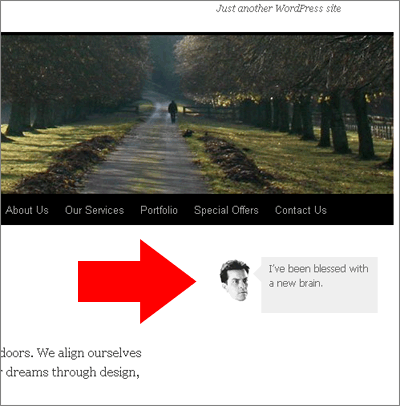 Just another WordPress site
About Us Our Services Portfolio Special Offers Contact Us
I've been blessed with
a new brain.
doors. We align ourselves
r dreams through design,